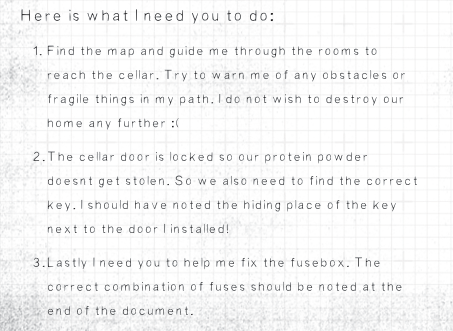 Here is what I need you to do:
1. Find the map and guide me through the rooms to
reach the cellar. Try to warn me of any obstacles or
fragile things in my path. I do not wish to destroy our
home any further :(
2. The cellar door is locked so our protein powder
doesnt get stolen. So we also need to find the correct
key. I should have noted the hiding place of the key
next to the door I installed!
3. Lastly I need you to help me fix the fusebox. The
correct combination of fuses should be noted at the
end of the document.